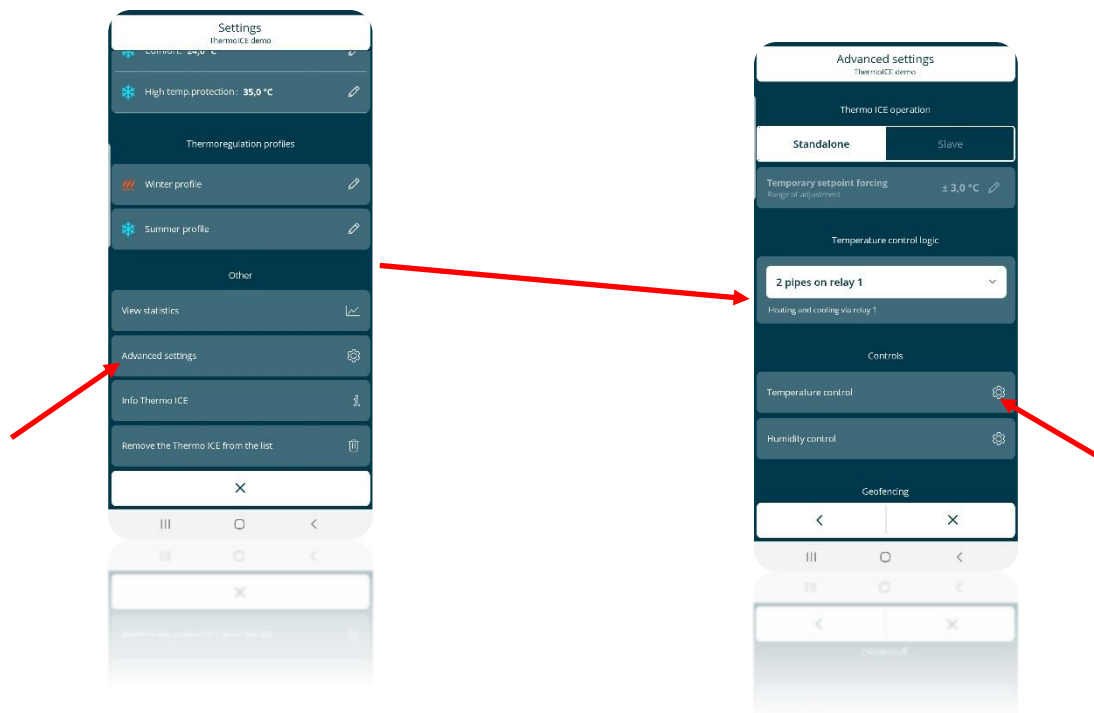 Settings
ThermoICE demo
Comfort: 24,0 °C
High temp.protection: 35,0 °C
Thermoregulation profiles
Winter profile
Summer profile
Other
View statistics
Advanced settings
Info Thermo ICE
Remove the Thermo ICE from the list
Advanced settings
ThermoICE demo
Thermo ICE operation
Standalone
Slave
Temporary setpoint forcing
Range of adjustment
± 3,0 °C
Temperature control logic
2 pipes on relay 1
Heating and cooling via relay 1
Controls
Temperature control
Humidity control
Geofencing